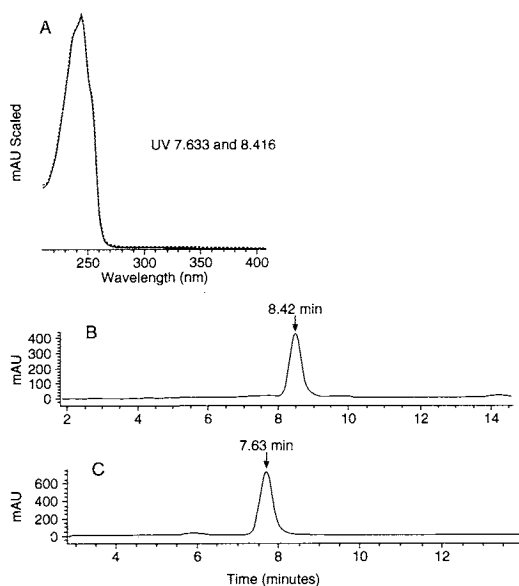 A
mAU Scaled
UV 7.633 and 8.416
250 300 350 400
Wavelength (nm)
8.42 min
B
400
300
200
100
0
mAU
2 4 6 8 10 12 14
7.63 min
C
600
400
200
0
mAU
4 6 8 10 12
Time (minutes)